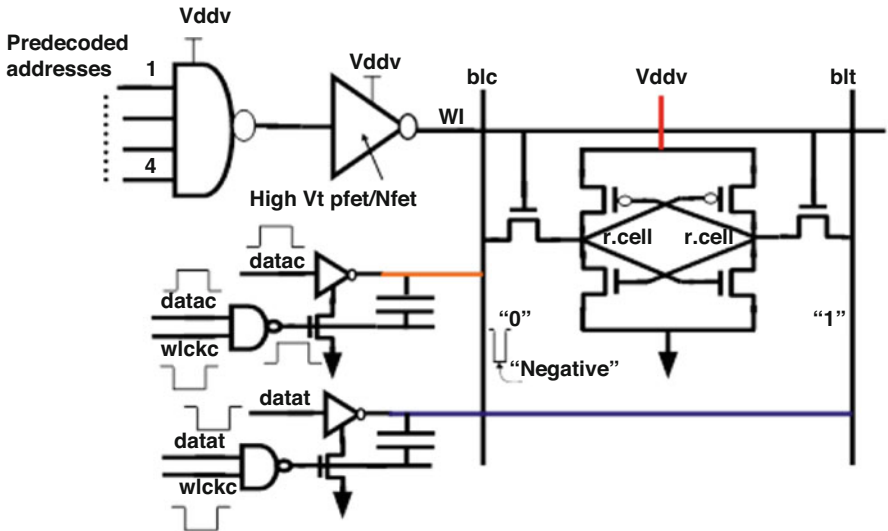 Vddv
Predecoded
addresses
1
4
Vddv
Wl
High Vt pfet/Nfet
blc
Vddv
blt
r.cell
r.cell
datac
datac
wlckc
"0"
"1"
"Negative"
datat
datat
wlckc